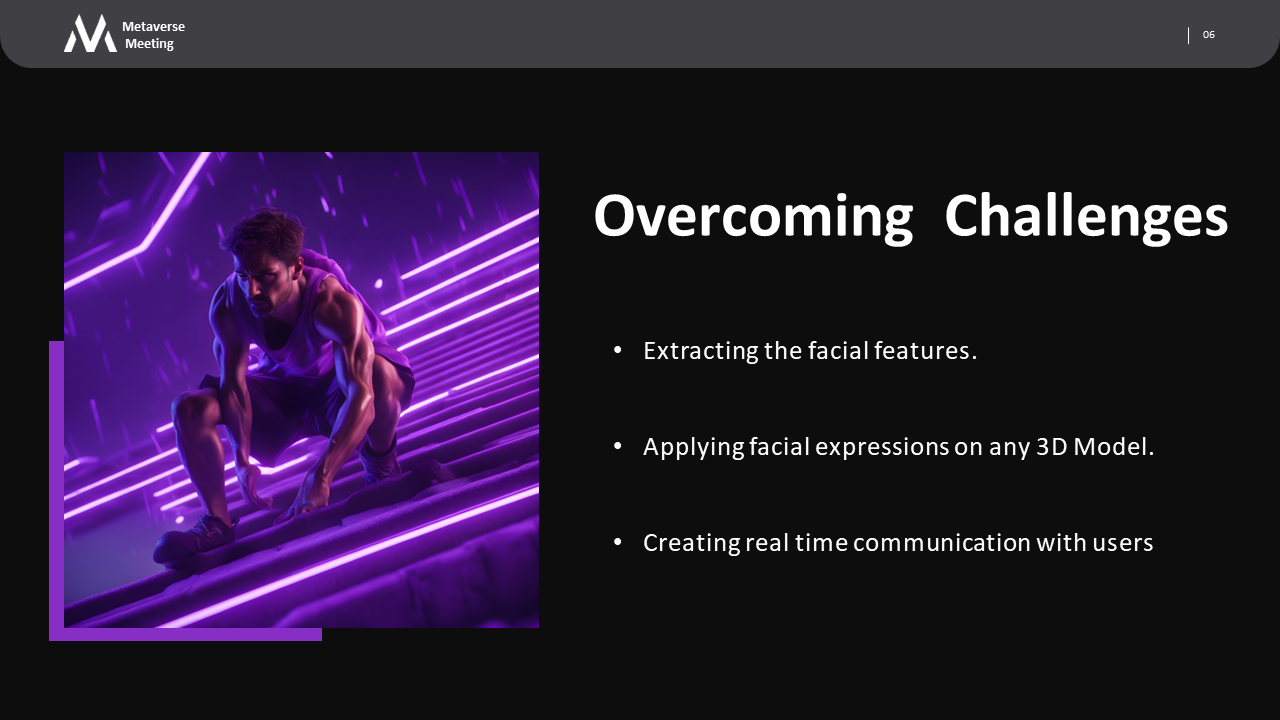 Metaverse
Meeting
06
Overcoming Challenges
• Extracting the facial features.
• Applying facial expressions on any 3D Model.
• Creating real time communication with users